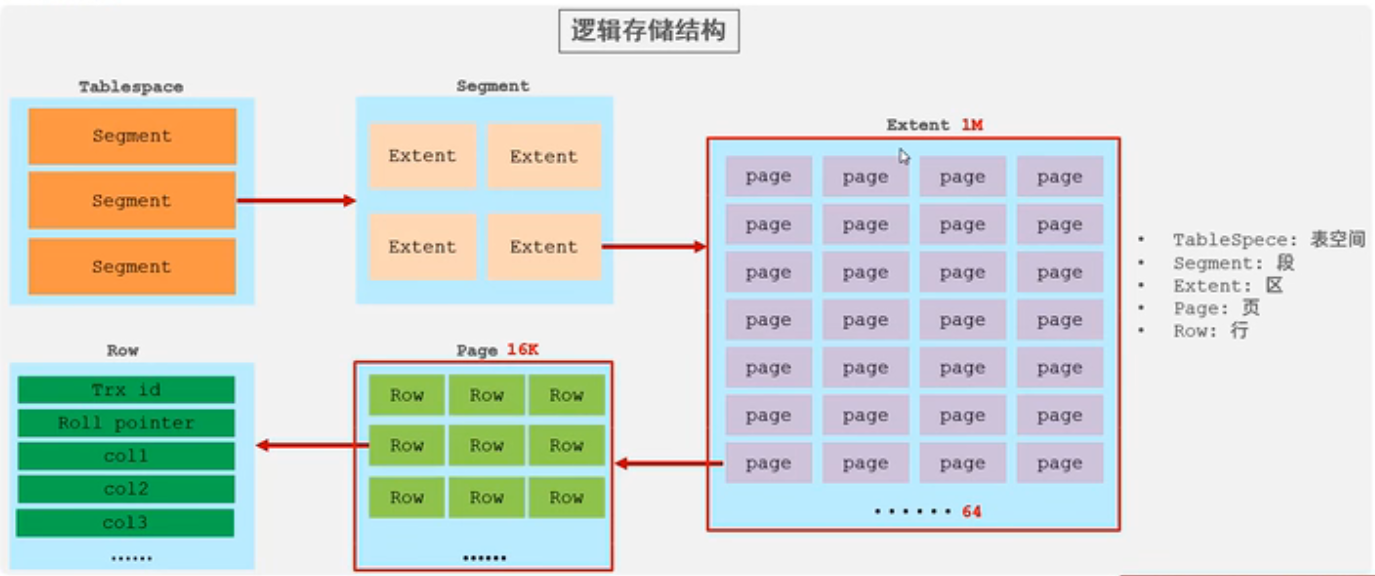 逻辑存储结构
Tablespace
Segment
Segment
Segment
Segment
Extent Extent
Extent Extent
Extent 1M
page page page page
page page page page
page page page page
page page page page
page page page page
page page page page
page page page page
······ 64
• TableSpece: 表空间
• Segment: 段
• Extent: 区
• Page: 页
• Row: 行
Row
Trx id
Roll pointer
col1
col2
col3
······
Page 16K
Row Row Row
Row Row Row
Row Row Row
······